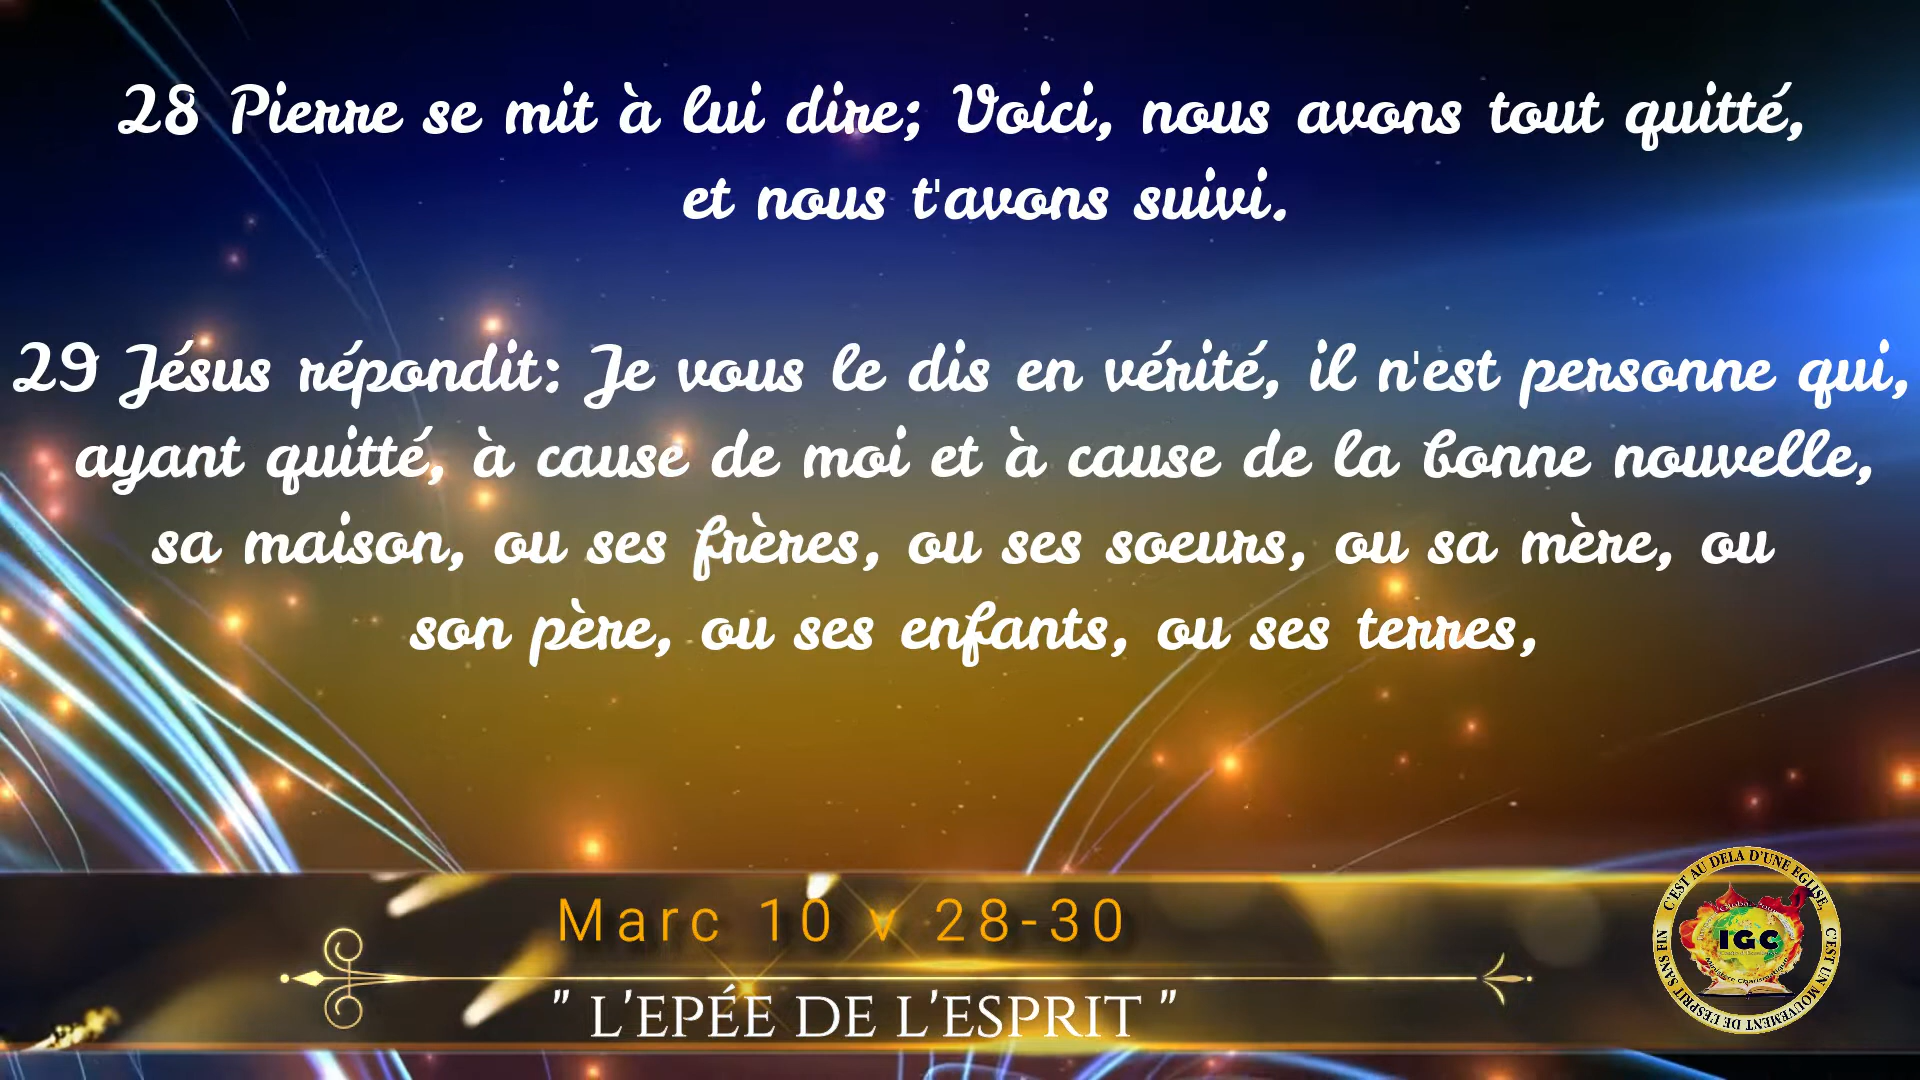 28 Pierre se mit à lui dire; Voici, nous avons tout quitté,
et nous t'avons suivi.
29 Jésus répondit: Je vous le dis en vérité, il n'est personne qui,
ayant quitté, à cause de moi et à cause de la bonne nouvelle,
sa maison, ou ses frères, ou ses soeurs, ou sa mère, ou
son père, ou ses enfants, ou ses terres,
Marc 10 v 28-30
" L'EPÉE DE L'ESPRIT "
C'EST AU DELA D'UNE EGLISE, C'EST UN MOUVEMENT DE L'ESPRIT SANS FIN
IGC